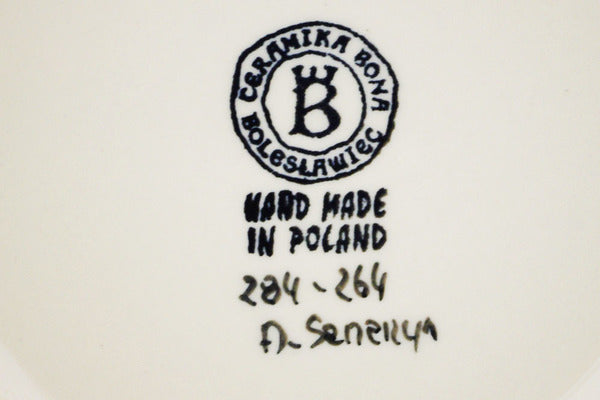 CERAMIKA BONA
BOLESŁAWIEC
B
HAND MADE
IN POLAND
284-264